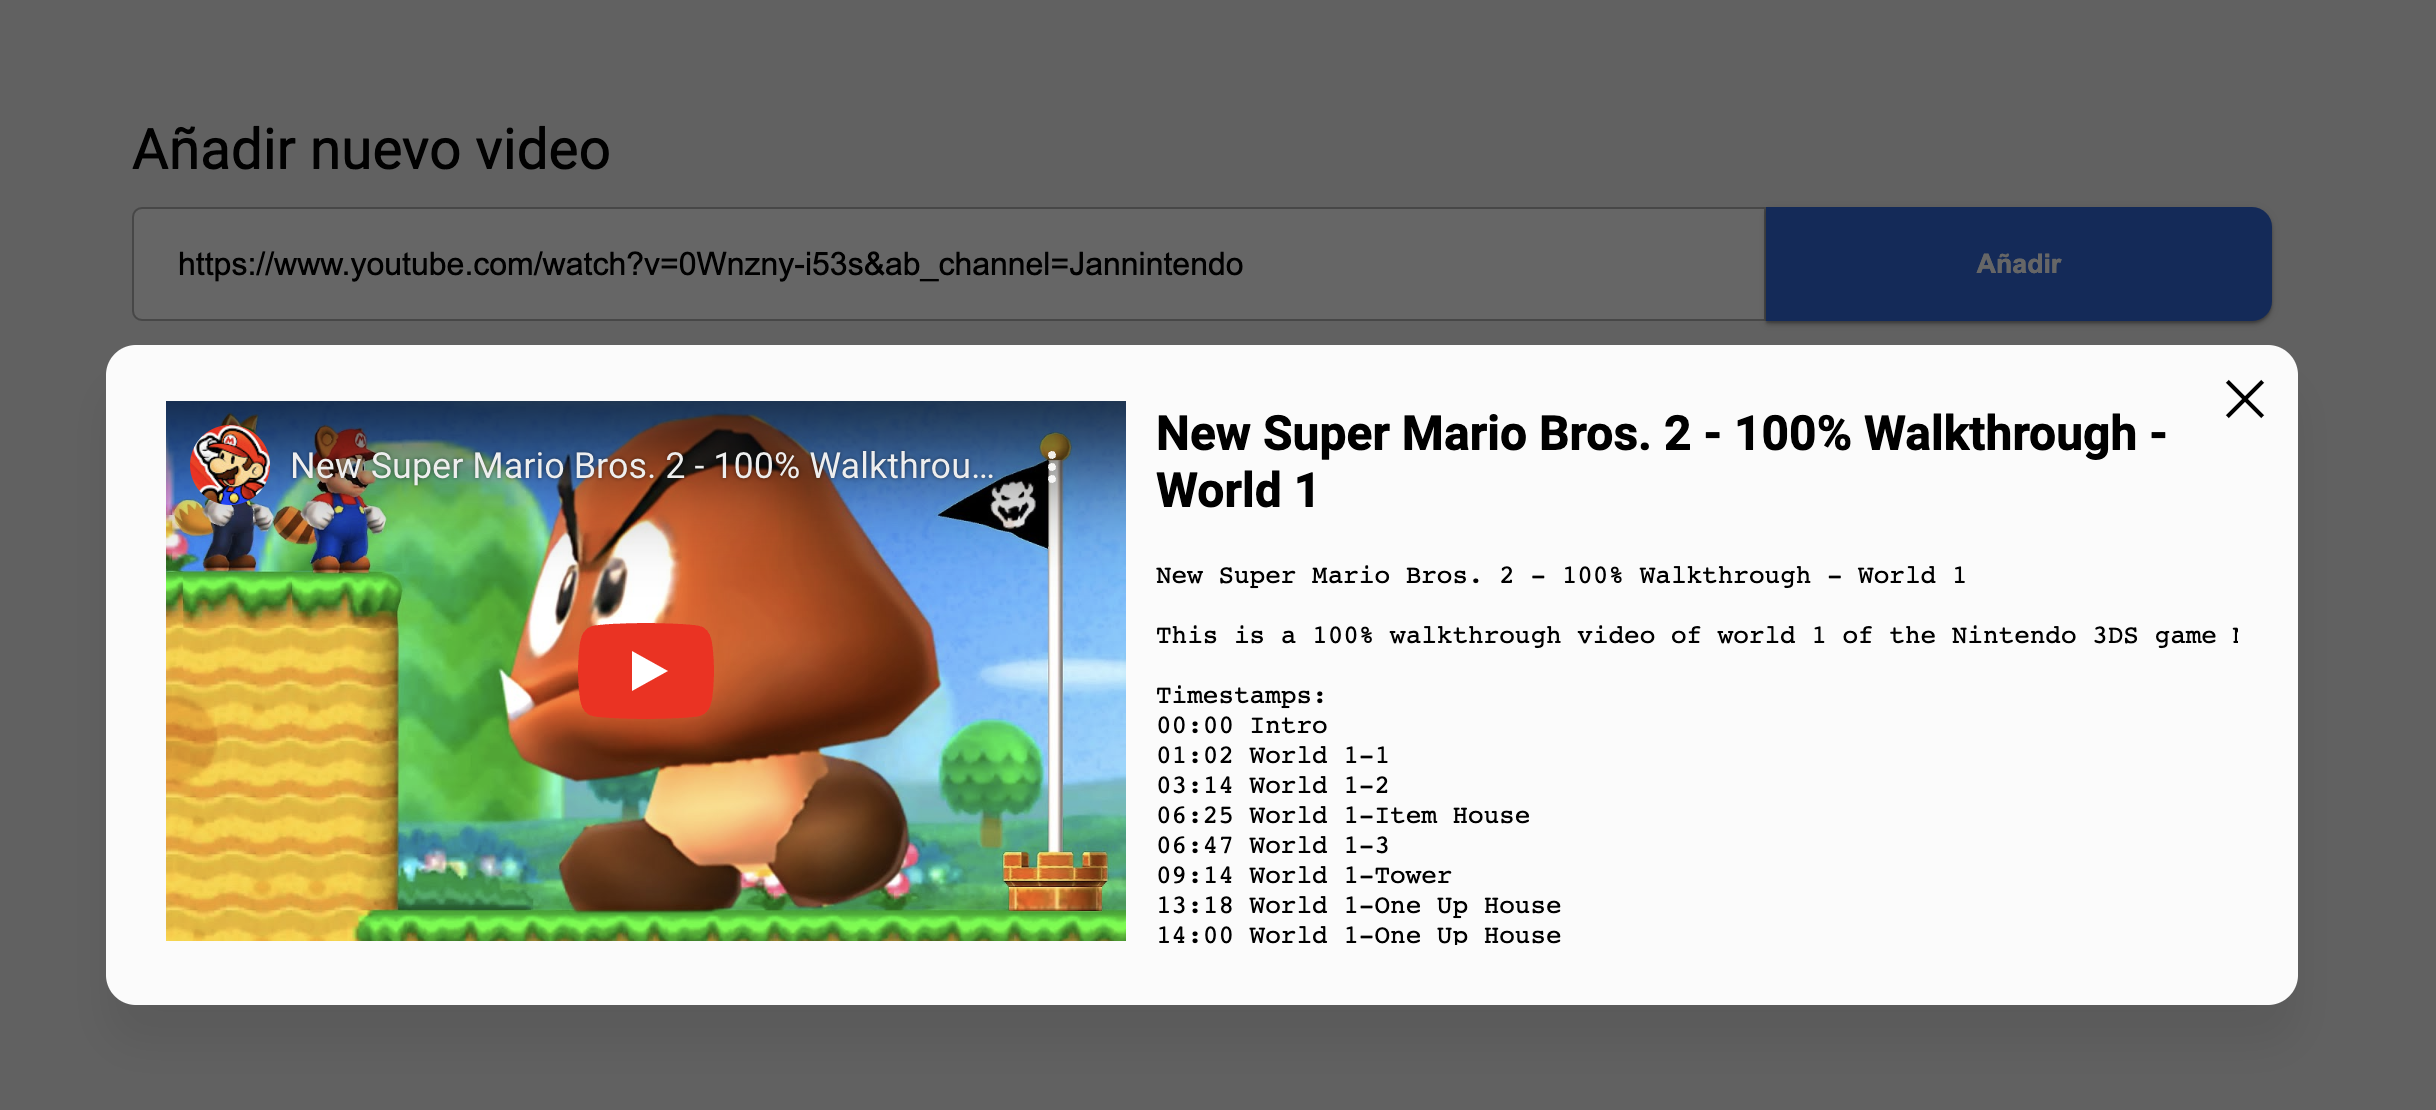 Añadir nuevo video
https://www.youtube.com/watch?v=0Wnzny-i53s&ab_channel=Jannintendo
Añadir
New Super Mario Bros. 2 - 100% Walkthrou...
New Super Mario Bros. 2 - 100% Walkthrough -
World 1
New Super Mario Bros. 2 - 100% Walkthrough - World 1
This is a 100% walkthrough video of world 1 of the Nintendo 3DS game
Timestamps:
00:00 Intro
01:02 World 1-1
03:14 World 1-2
06:25 World 1-Item House
06:47 World 1-3
09:14 World 1-Tower
13:18 World 1-One Up House
14:00 World 1-One Up House